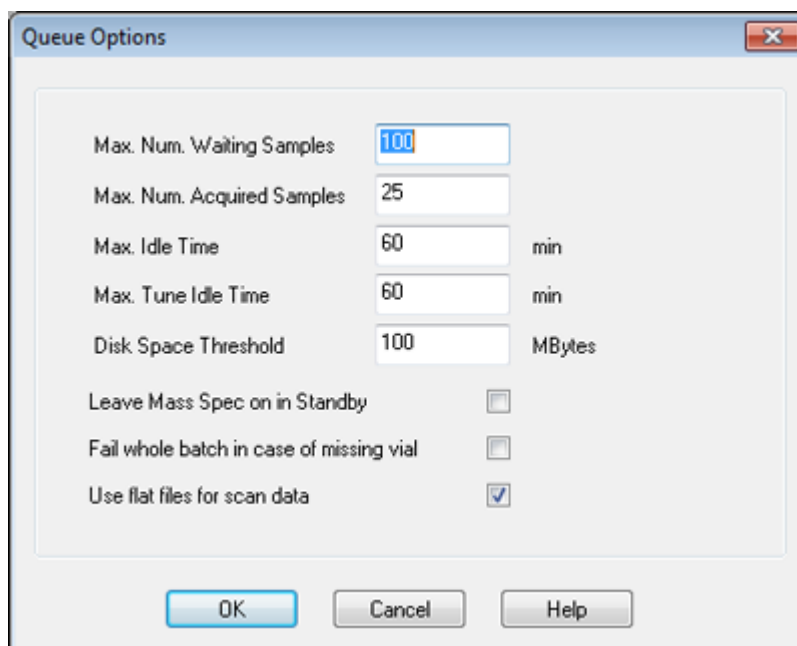 Queue Options
Max. Num. Waiting Samples 100
Max. Num. Acquired Samples 25
Max. Idle Time 60 min
Max. Tune Idle Time 60 min
Disk Space Threshold 100 MBytes
Leave Mass Spec on in Standby
Fail whole batch in case of missing vial
Use flat files for scan data
OK Cancel Help